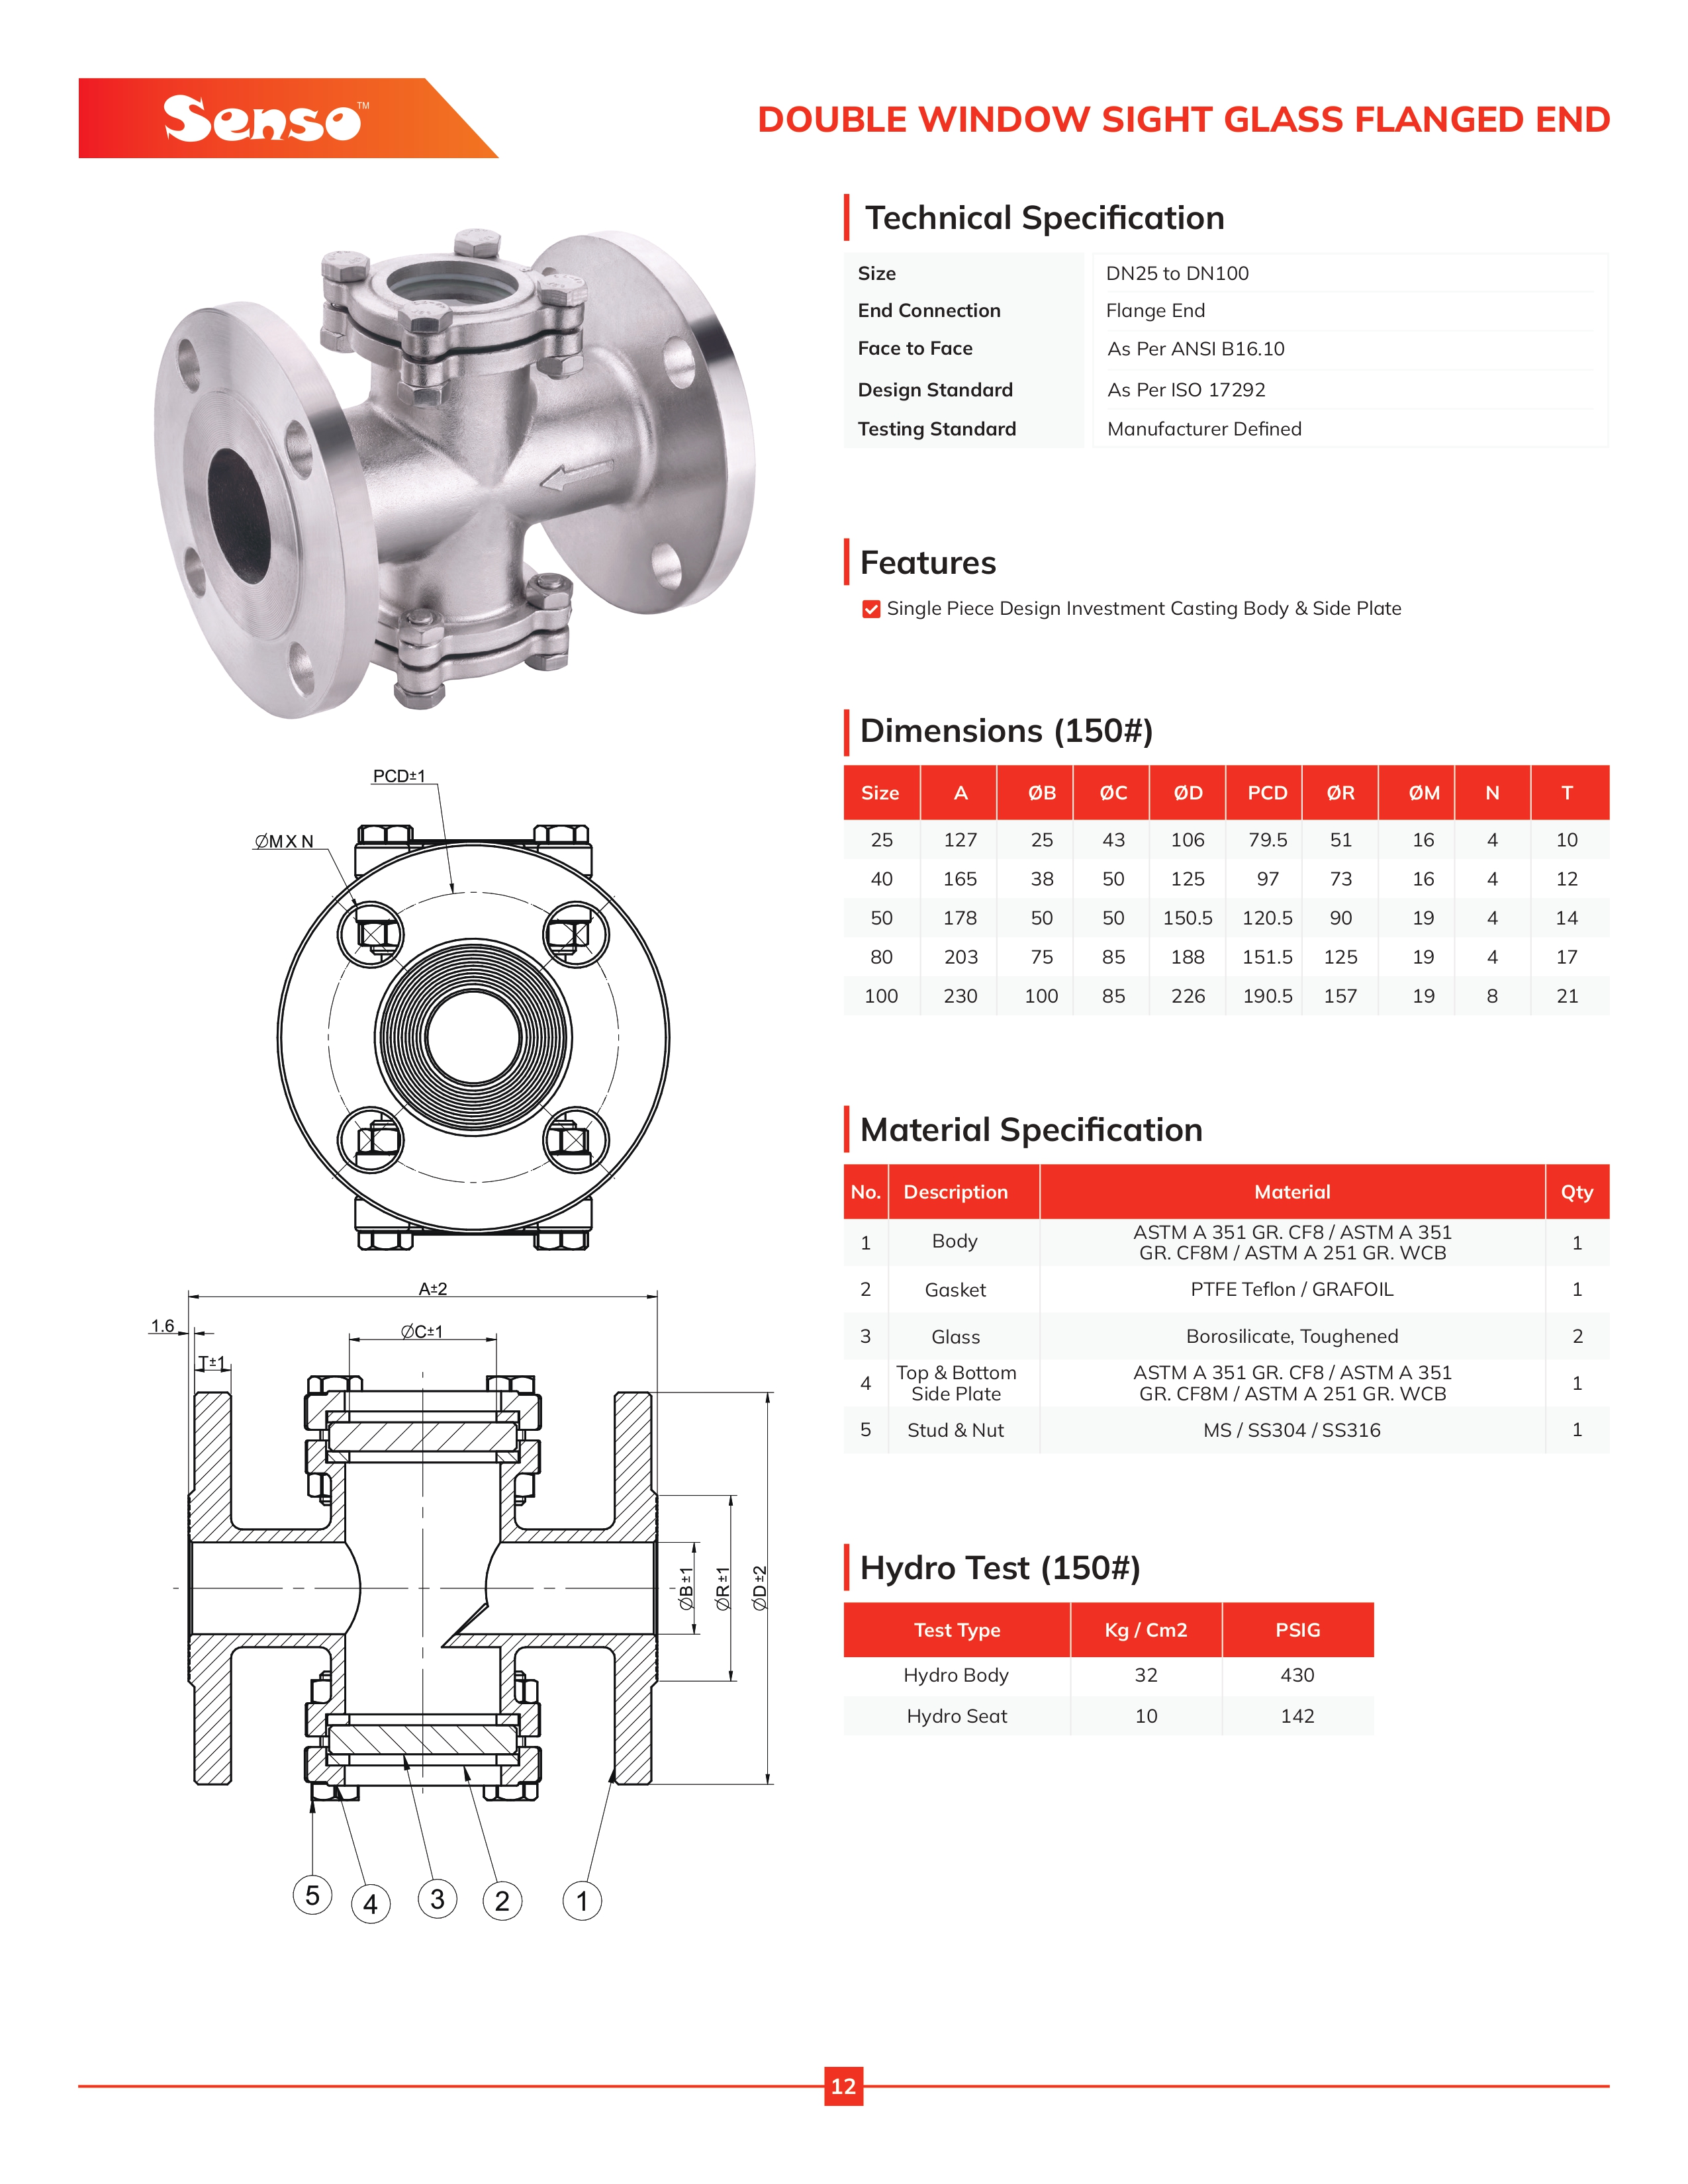 Senso™
DOUBLE WINDOW SIGHT GLASS FLANGED END
Technical Specification
Size DN25 to DN100
End Connection Flange End
Face to Face As Per ANSI B16.10
Design Standard As Per ISO 17292
Testing Standard Manufacturer Defined
Features
Single Piece Design Investment Casting Body & Side Plate
Dimensions (150#)
Size A ØB ØC ØD PCD ØR ØM N T
25 127 25 43 106 79.5 51 16 4 10
40 165 38 50 125 97 73 16 4 12
50 178 50 50 150.5 120.5 90 19 4 14
80 203 75 85 188 151.5 125 19 4 17
100 230 100 85 226 190.5 157 19 8 21
Material Specification
No. Description Material Qty
1 Body ASTM A 351 GR. CF8 / ASTM A 351
GR. CF8M / ASTM A 251 GR. WCB 1
2 Gasket PTFE Teflon / GRAFOIL 1
3 Glass Borosilicate, Toughened 2
4 Top & Bottom
Side Plate ASTM A 351 GR. CF8 / ASTM A 351
GR. CF8M / ASTM A 251 GR. WCB 1
5 Stud & Nut MS / SS304 / SS316 1
Hydro Test (150#)
Test Type Kg / Cm2 PSIG
Hydro Body 32 430
Hydro Seat 10 142
PCD±1
ØM X N
A±2
1.6
ØC±1
T±1
ØB±1
ØR±1
ØD±2
5 4 3 2 1
12